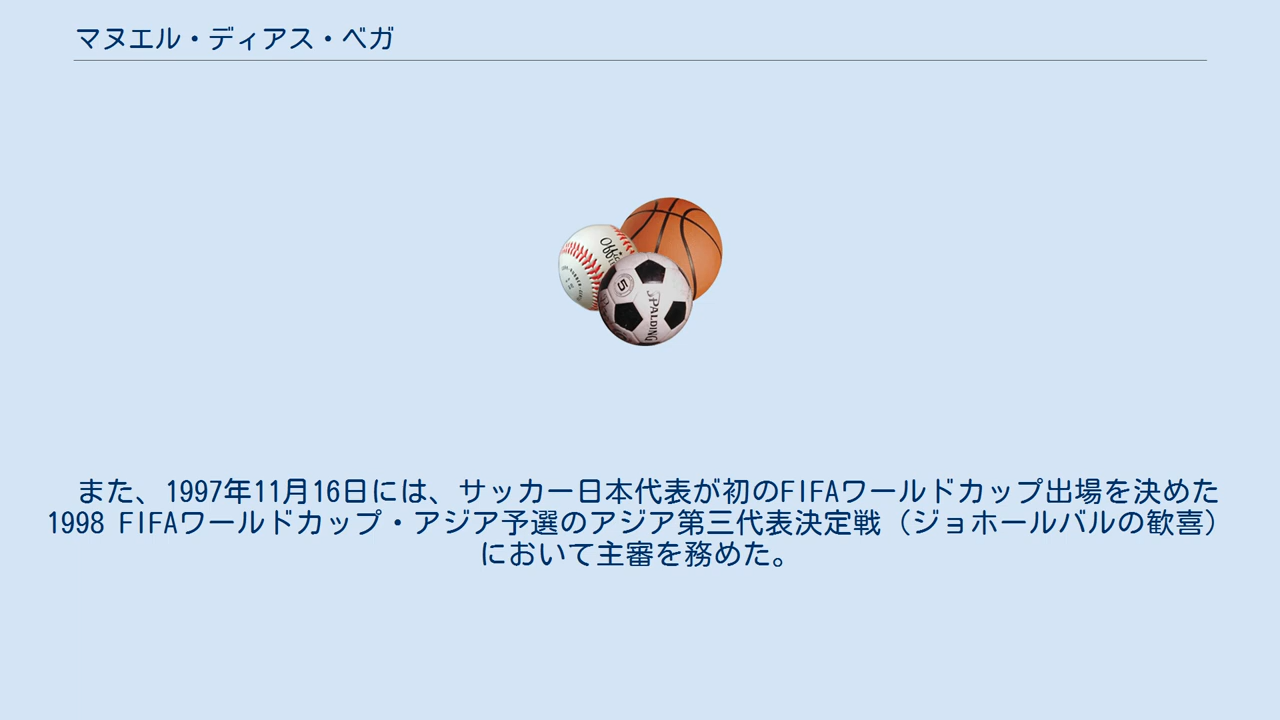 マヌエル・ディアス・ベガ
Offici
5
SPALDING
また、1997年11月16日には、サッカー日本代表が初のFIFAワールドカップ出場を決めた
1998 FIFAワールドカップ・アジア予選のアジア第三代表決定戦（ジョホールバルの歓喜）
において主審を務めた。